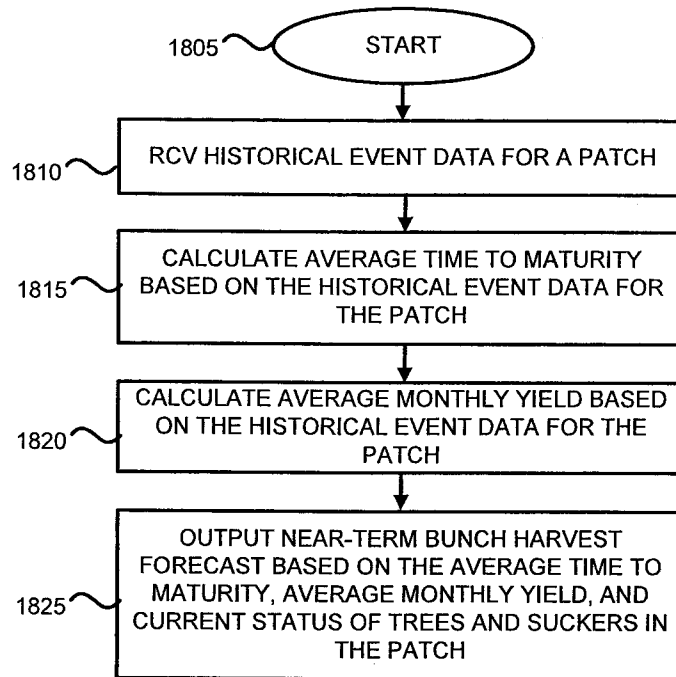 1805
START
1810
RCV HISTORICAL EVENT DATA FOR A PATCH
1815
CALCULATE AVERAGE TIME TO MATURITY
BASED ON THE HISTORICAL EVENT DATA FOR
THE PATCH
1820
CALCULATE AVERAGE MONTHLY YIELD BASED
ON THE HISTORICAL EVENT DATA FOR THE
PATCH
1825
OUTPUT NEAR-TERM BUNCH HARVEST
FORECAST BASED ON THE AVERAGE TIME TO
MATURITY, AVERAGE MONTHLY YIELD, AND
CURRENT STATUS OF TREES AND SUCKERS IN
THE PATCH